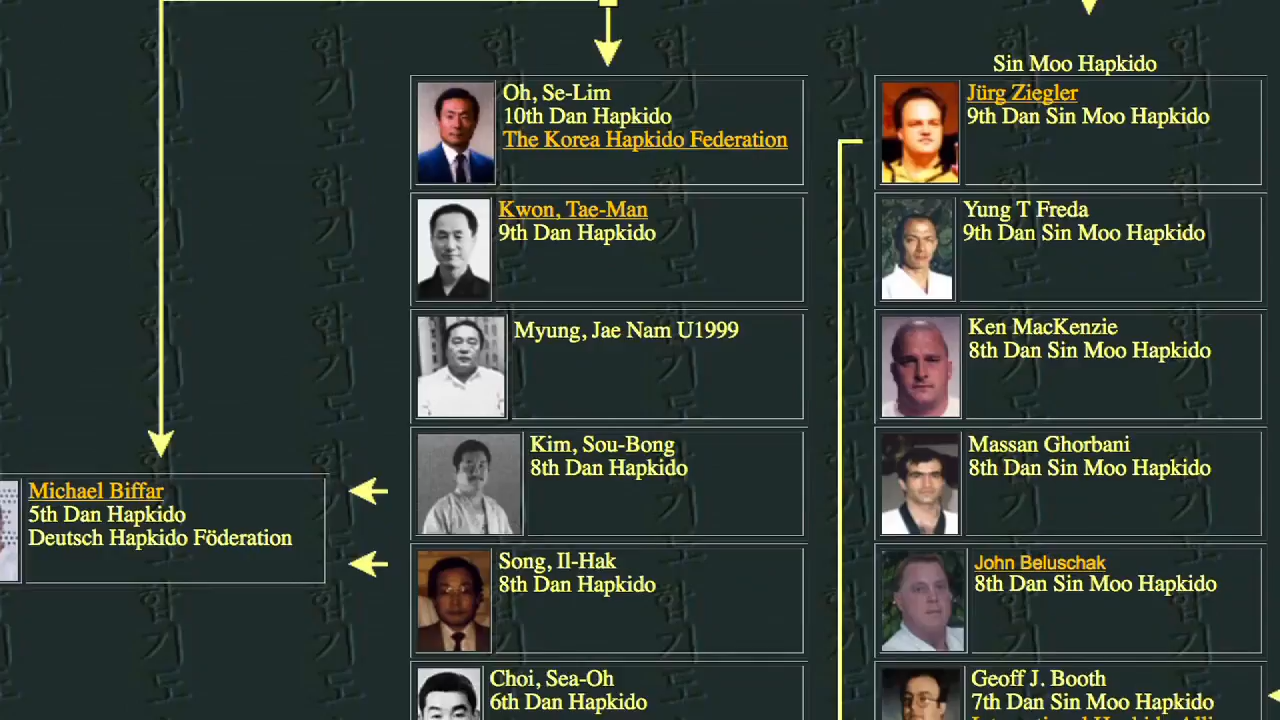 Sin Moo Hapkido
Oh, Se-Lim
10th Dan Hapkido
The Korea Hapkido Federation
Kwon, Tae-Man
9th Dan Hapkido
Myung, Jae Nam U1999
Kim, Sou-Bong
8th Dan Hapkido
Song, Il-Hak
8th Dan Hapkido
Choi, Sea-Oh
6th Dan Hapkido
Jürg Ziegler
9th Dan Sin Moo Hapkido
Yung T Freda
9th Dan Sin Moo Hapkido
Ken MacKenzie
8th Dan Sin Moo Hapkido
Massan Ghorbani
8th Dan Sin Moo Hapkido
John Beluschak
8th Dan Sin Moo Hapkido
Geoff J. Booth
7th Dan Sin Moo Hapkido
Michael Biffar
5th Dan Hapkido
Deutsch Hapkido Föderation
합기도